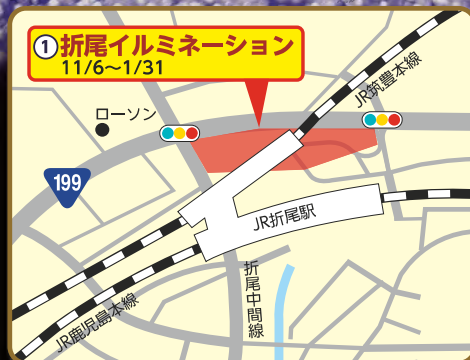 ①折尾イルミネーション
11/6〜1/31
JR筑豊本線
ローソン
199
JR折尾駅
折尾中間線
JR鹿児島本線